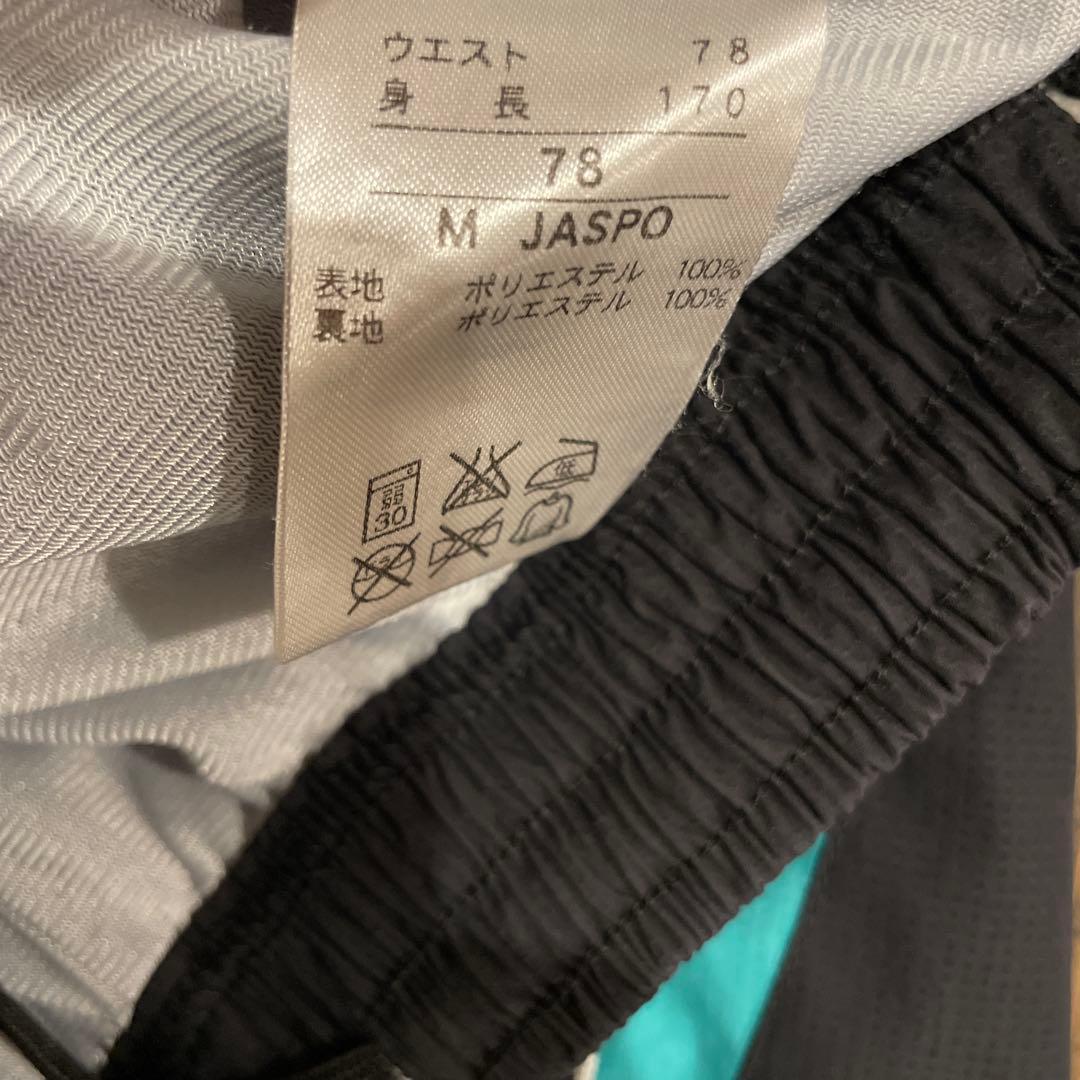 ウエスト 78
身長 170
78
M JASPO
表地 ポリエステル 100%
裏地 ポリエステル 100%
30
低